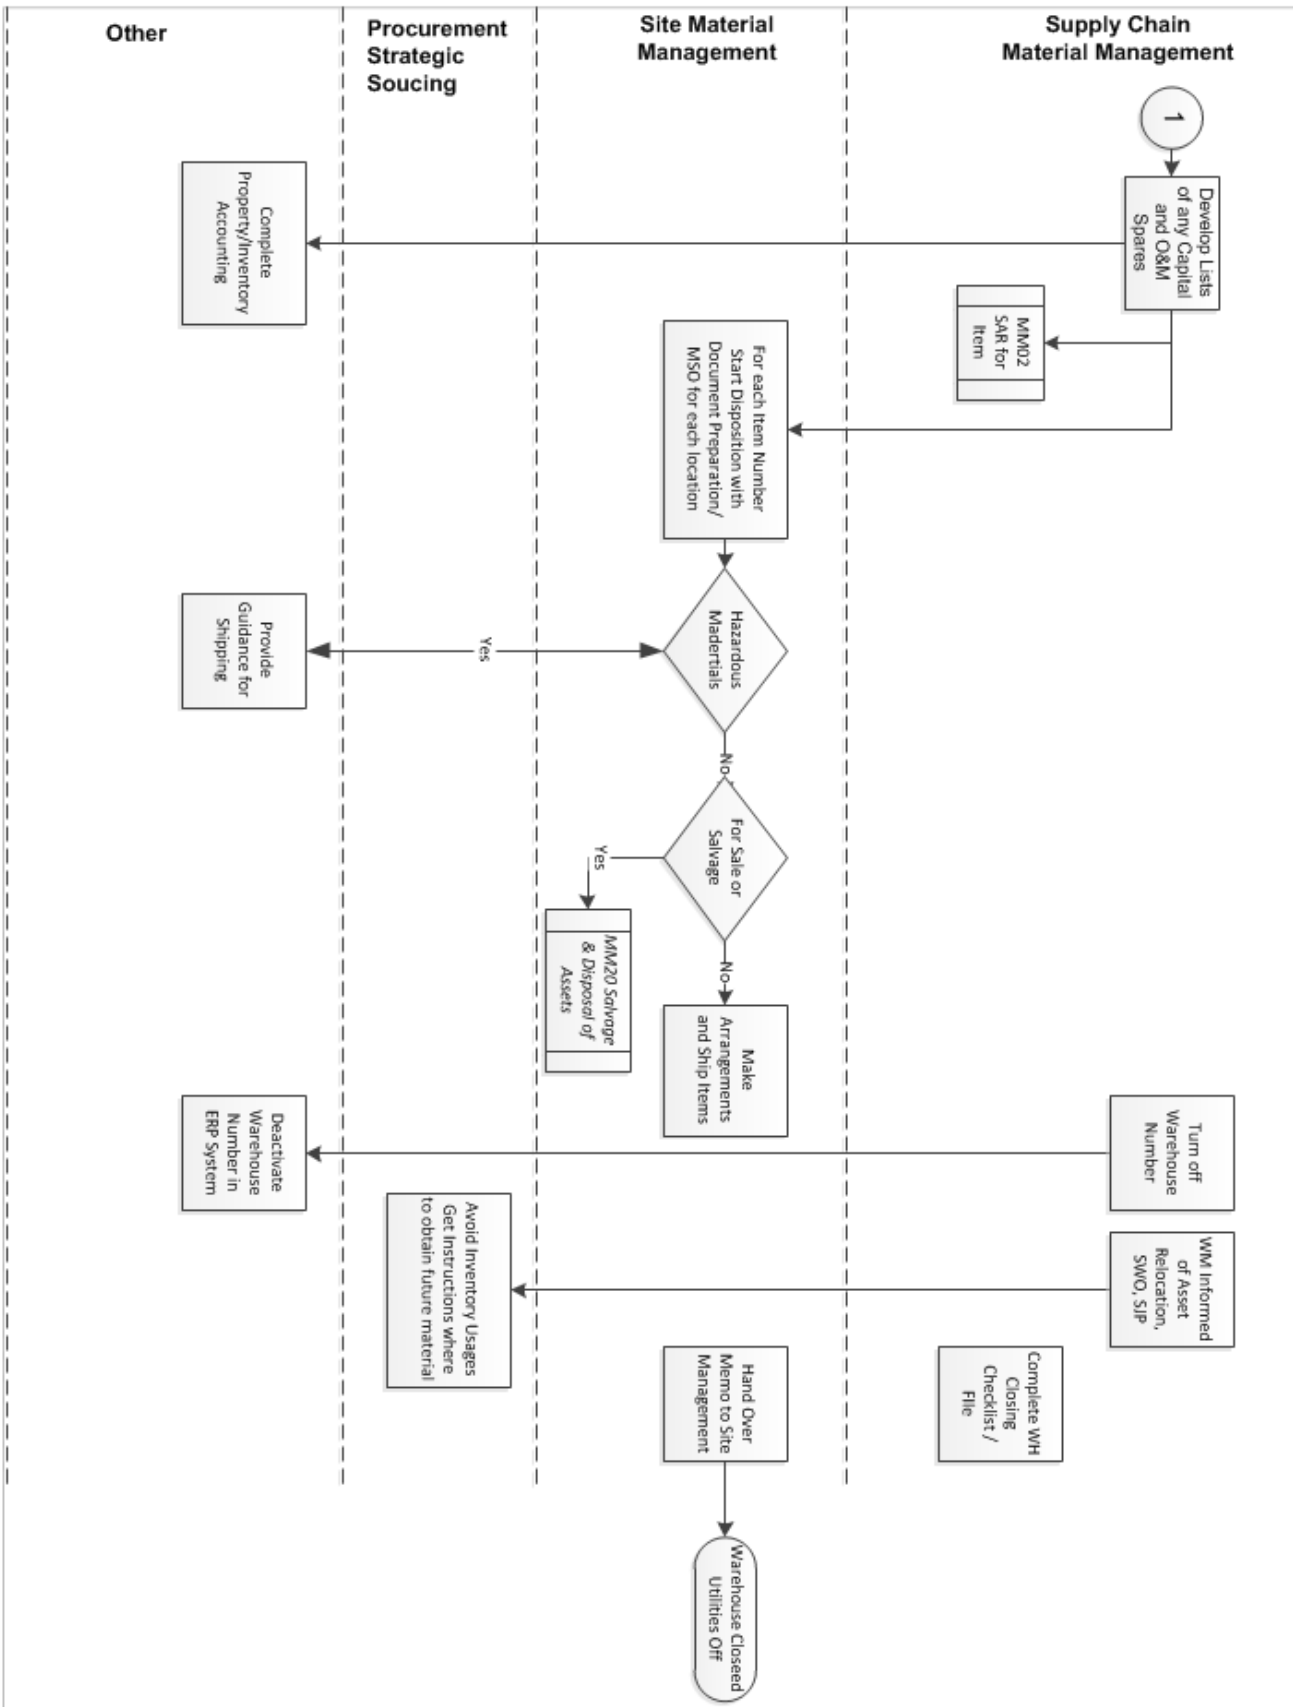 Other
Procurement
Strategic
Soucing
Site Material
Management
Supply Chain
Material Management
1
Develop Lists
of any Capital
and O&M
Spares
Complete
Property/Inventory
Accounting
MM02
SAR for
Item
For each Item Number
Start Disposition with
Document Preparation/
MSO for each location
Hazardous
Madertials
Yes
Provide
Guidance for
Shipping
No
For Sale or
Salvage
Yes
MM20 Salvage
& Disposal of
Assets
No
Make
Arrangements
and Ship Items
Turn off
Warehouse
Number
Deactivate
Warehouse
Number in
ERP System
WM Informed
of Asset
Relocation,
SWO, SJP
Avoid Inventory Usages
Get Instructions where
to obtain future material
Complete WH
Closing
Checklist /
File
Hand Over
Memo to Site
Management
Warehouse Closeed
Utilities Off